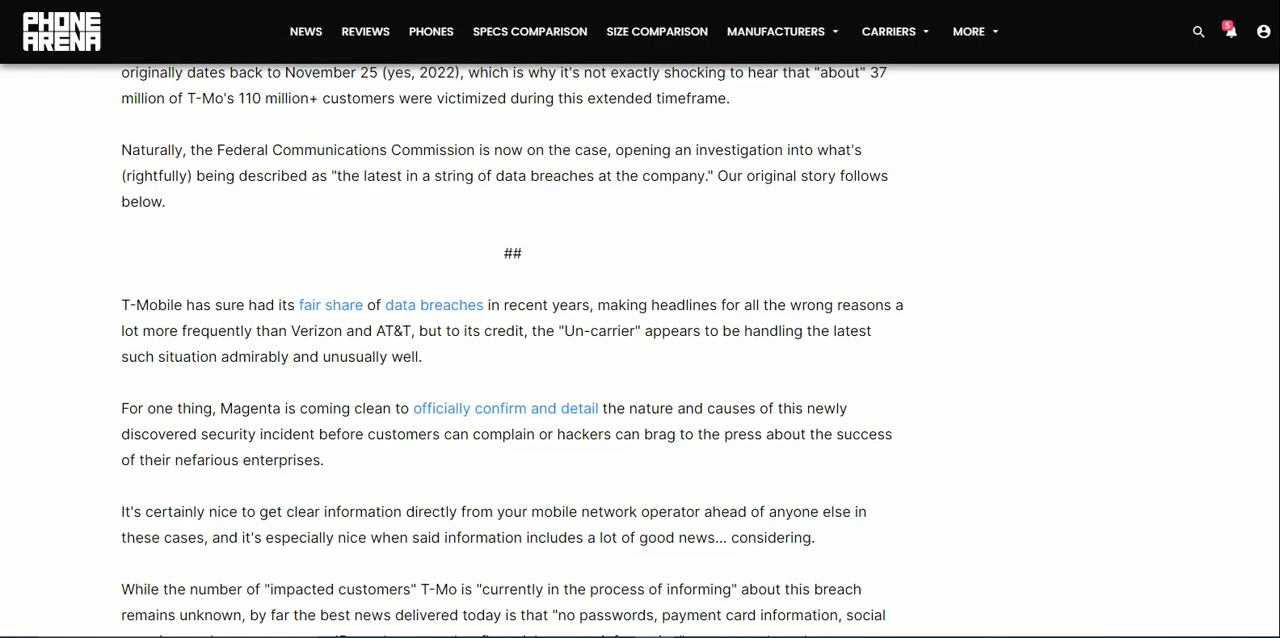 PHONE
ARENA
NEWS REVIEWS PHONES SPECS COMPARISON SIZE COMPARISON MANUFACTURERS CARRIERS MORE 5
originally dates back to November 25 (yes, 2022), which is why it's not exactly shocking to hear that "about" 37
million of T-Mo's 110 million+ customers were victimized during this extended timeframe.
Naturally, the Federal Communications Commission is now on the case, opening an investigation into what's
(rightfully) being described as "the latest in a string of data breaches at the company." Our original story follows
below.
##
T-Mobile has sure had its fair share of data breaches in recent years, making headlines for all the wrong reasons a
lot more frequently than Verizon and AT&T, but to its credit, the "Un-carrier" appears to be handling the latest
such situation admirably and unusually well.
For one thing, Magenta is coming clean to officially confirm and detail the nature and causes of this newly
discovered security incident before customers can complain or hackers can brag to the press about the success
of their nefarious enterprises.
It's certainly nice to get clear information directly from your mobile network operator ahead of anyone else in
these cases, and it's especially nice when said information includes a lot of good news... considering.
While the number of "impacted customers" T-Mo is "currently in the process of informing" about this breach
remains unknown, by far the best news delivered today is that "no passwords, payment card information, social